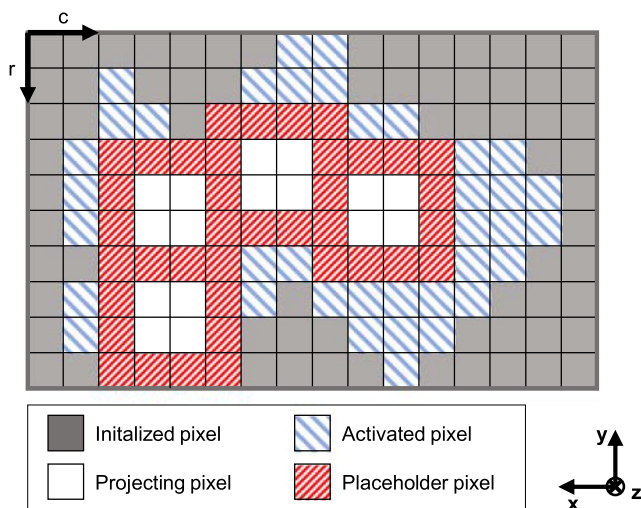 c
r
Initalized pixel
Activated pixel
Projecting pixel
Placeholder pixel
y
z
x